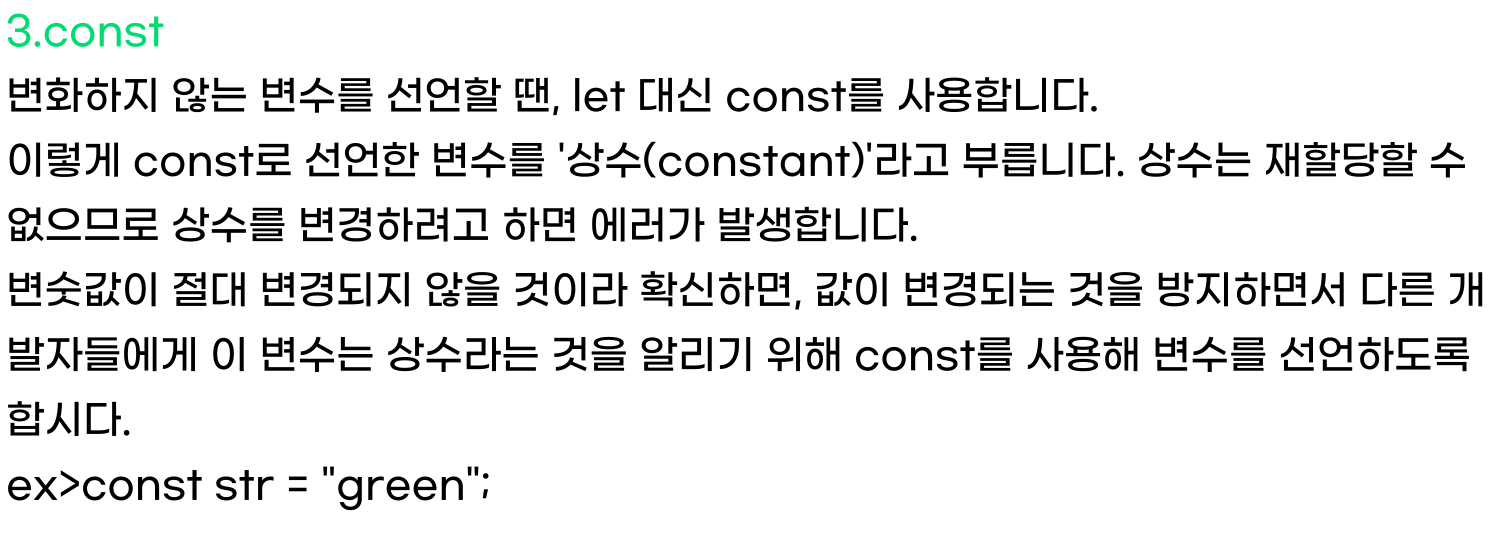 3.const
변화하지 않는 변수를 선언할 땐, let 대신 const를 사용합니다.
이렇게 const로 선언한 변수를 '상수(constant)'라고 부릅니다. 상수는 재할당할 수
없으므로 상수를 변경하려고 하면 에러가 발생합니다.
변숫값이 절대 변경되지 않을 것이라 확신하면, 값이 변경되는 것을 방지하면서 다른 개
발자들에게 이 변수는 상수라는 것을 알리기 위해 const를 사용해 변수를 선언하도록
합시다.
ex>const str = "green";